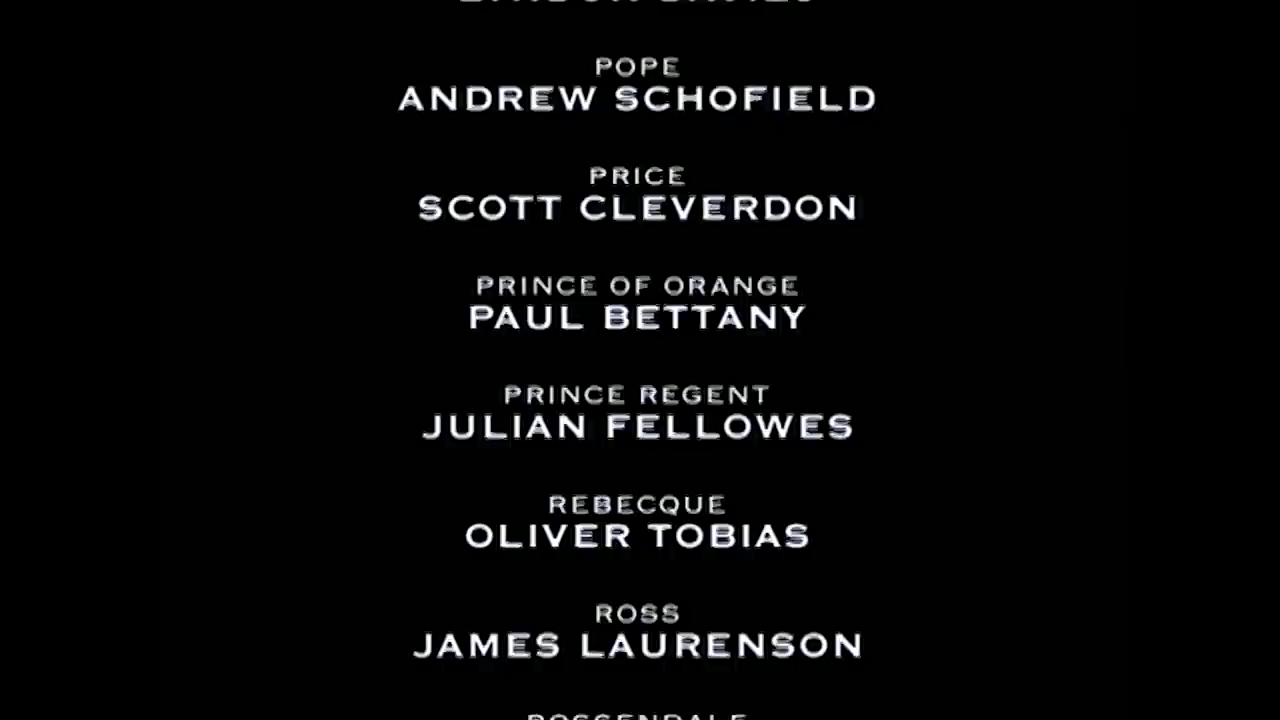 POPE
ANDREW SCHOFIELD
PRICE
SCOTT CLEVERDON
PRINCE OF ORANGE
PAUL BETTANY
PRINCE REGENT
JULIAN FELLOWES
REBECQUE
OLIVER TOBIAS
ROSS
JAMES LAURENSON
ROSSENDALE